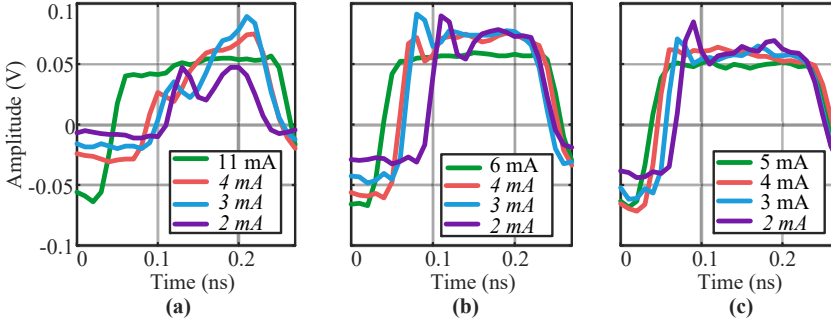 0.1
0.05
0
-0.05
-0.1
Amplitude (V)
11 mA
4 mA
3 mA
2 mA
0 0.1 0.2
Time (ns)
(a)
6 mA
4 mA
3 mA
2 mA
0 0.1 0.2
Time (ns)
(b)
5 mA
4 mA
3 mA
2 mA
0 0.1 0.2
Time (ns)
(c)